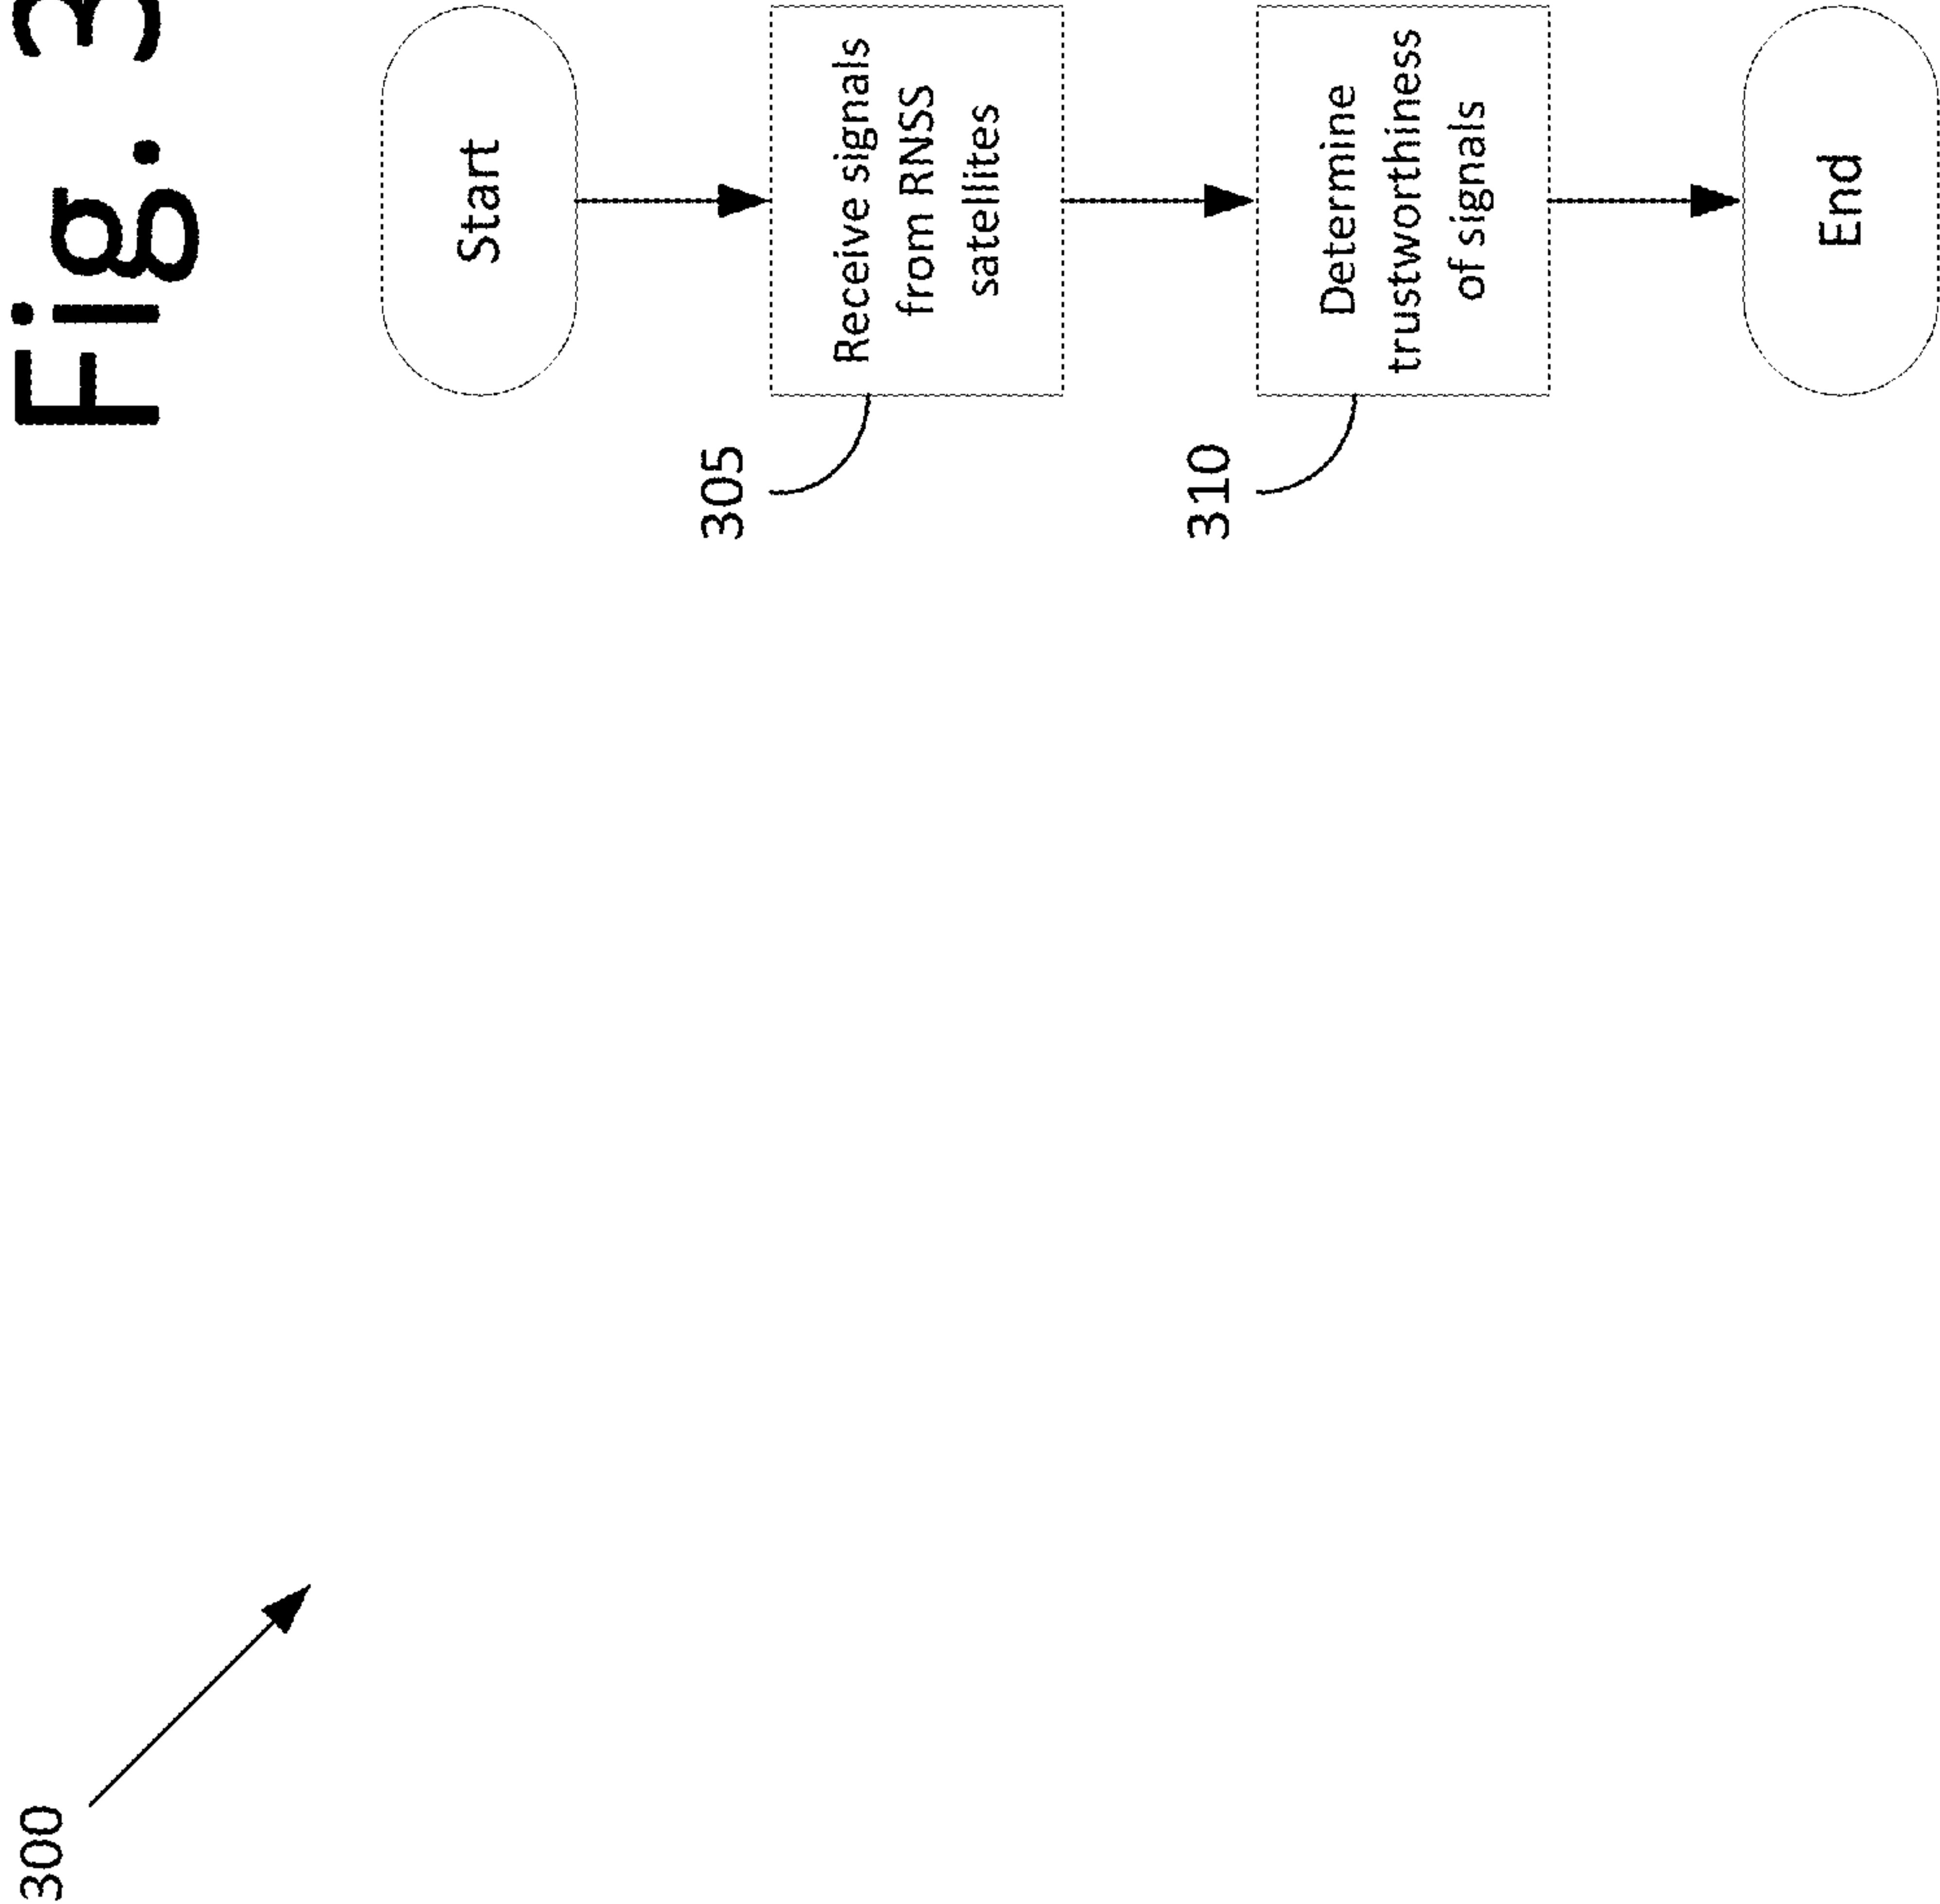 Fig. 3
300
Start
305
Receive signals
from RNSS
satellites
310
Determine
trustworthiness
of signals
End